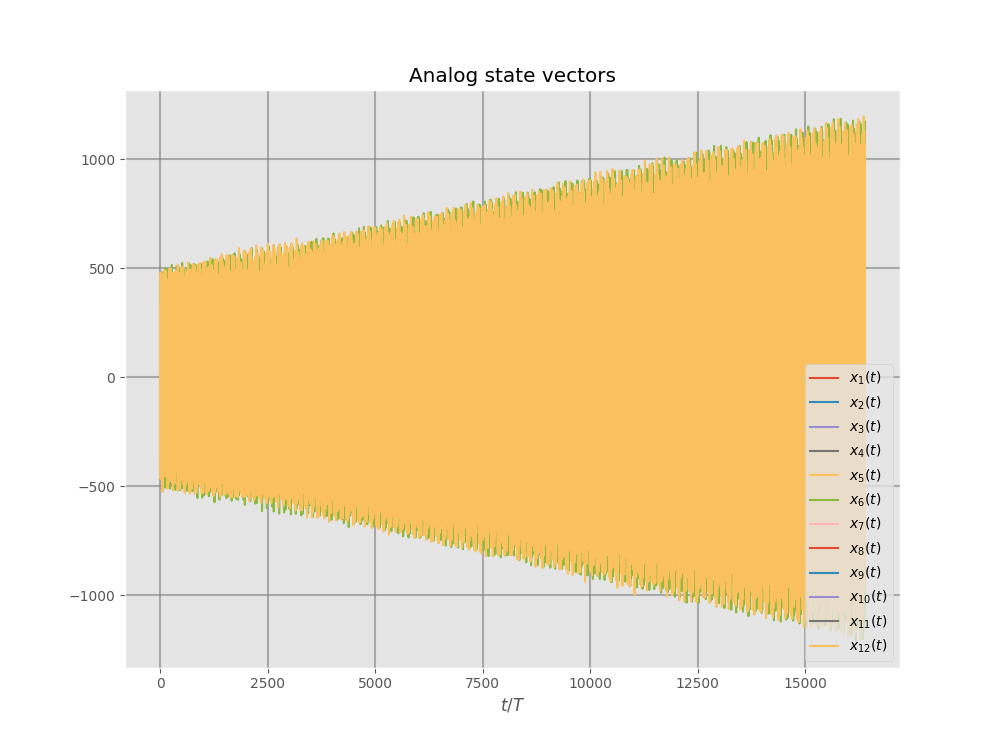 Analog state vectors
1000
500
0
−500
−1000
0 2500 5000 7500 10000 12500 15000
t/T
x₁(t)
x₂(t)
x₃(t)
x₄(t)
x₅(t)
x₆(t)
x₇(t)
x₈(t)
x₉(t)
x₁₀(t)
x₁₁(t)
x₁₂(t)